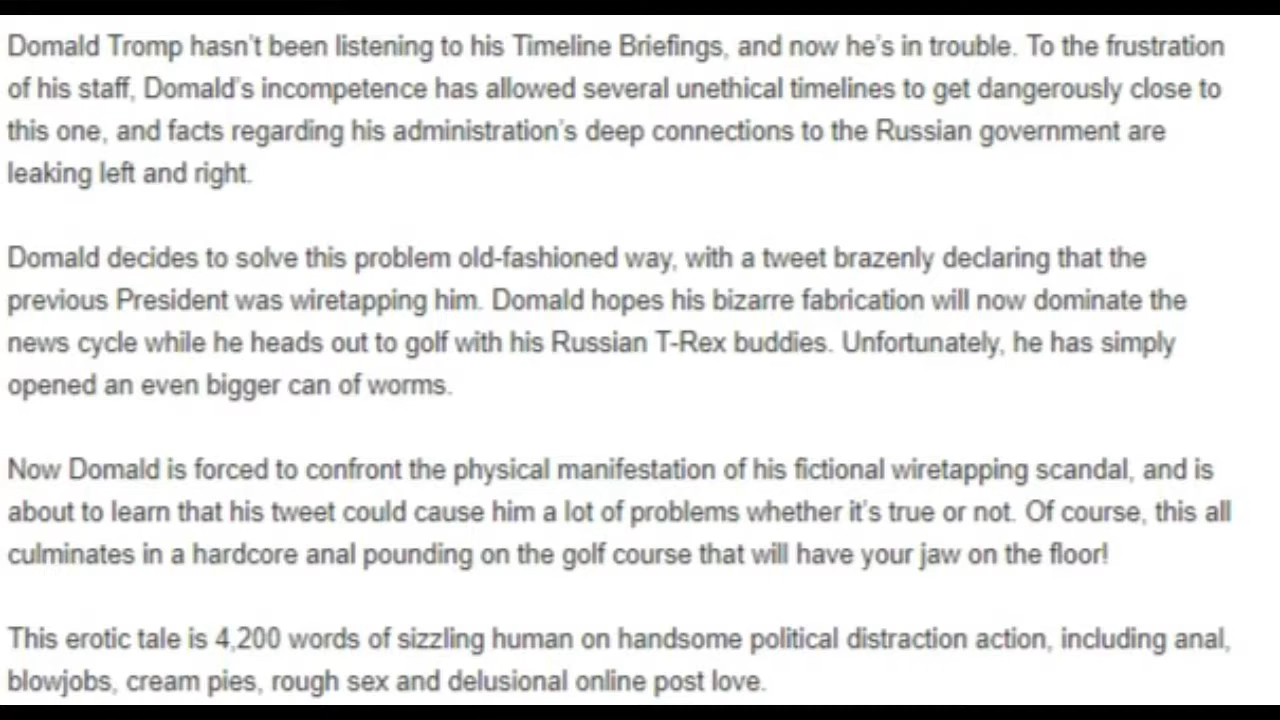 Domald Tromp hasn't been listening to his Timeline Briefings, and now he's in trouble. To the frustration
of his staff, Domald's incompetence has allowed several unethical timelines to get dangerously close to
this one, and facts regarding his administration's deep connections to the Russian government are
leaking left and right.
Domald decides to solve this problem old-fashioned way, with a tweet brazenly declaring that the
previous President was wiretapping him. Domald hopes his bizarre fabrication will now dominate the
news cycle while he heads out to golf with his Russian T-Rex buddies. Unfortunately, he has simply
opened an even bigger can of worms.
Now Domald is forced to confront the physical manifestation of his fictional wiretapping scandal, and is
about to learn that his tweet could cause him a lot of problems whether it's true or not. Of course, this all
culminates in a hardcore anal pounding on the golf course that will have your jaw on the floor!
This erotic tale is 4,200 words of sizzling human on handsome political distraction action, including anal,
blowjobs, cream pies, rough sex and delusional online post love.